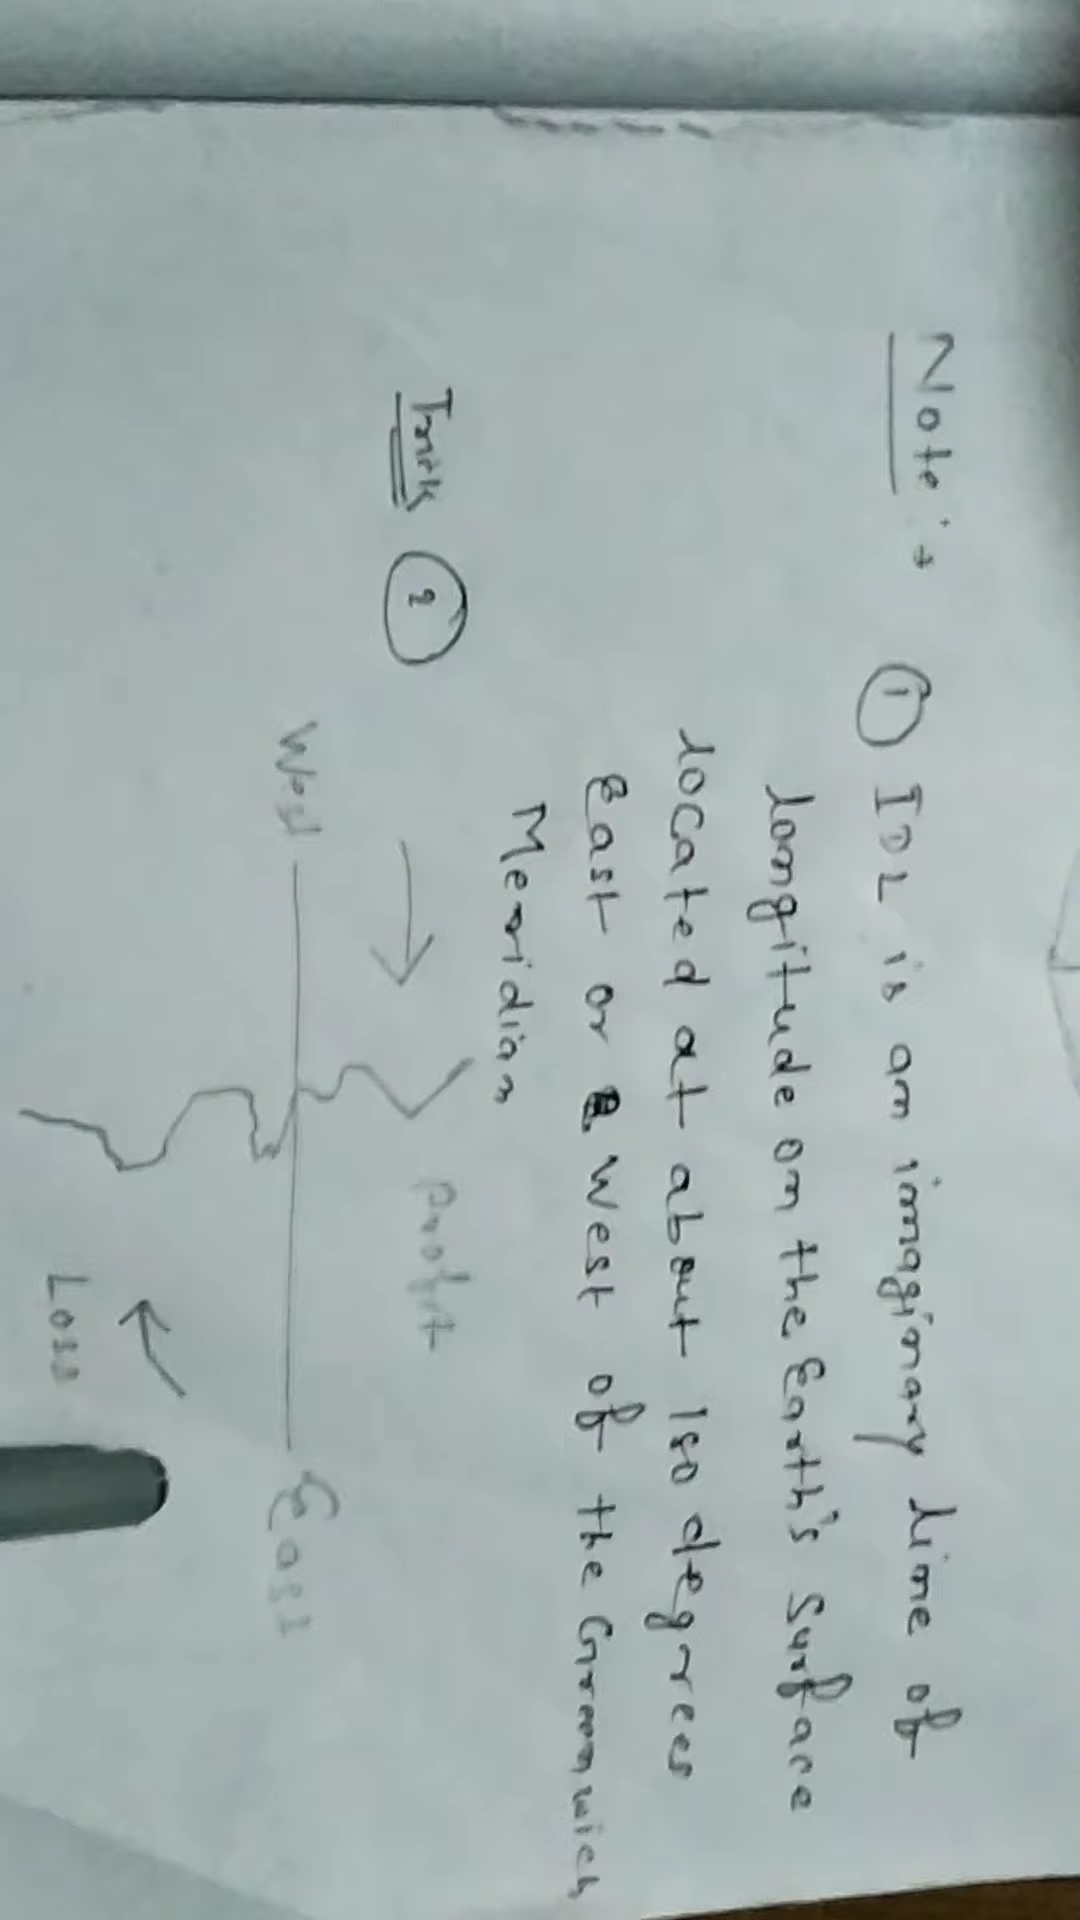 Note :→ ① IDL is an imaginary line of
longitude on the Earth's Surface
located at about 180 degrees
East or West of the Greenwich
Meridian
Trick ②
Profit
West East
Loss